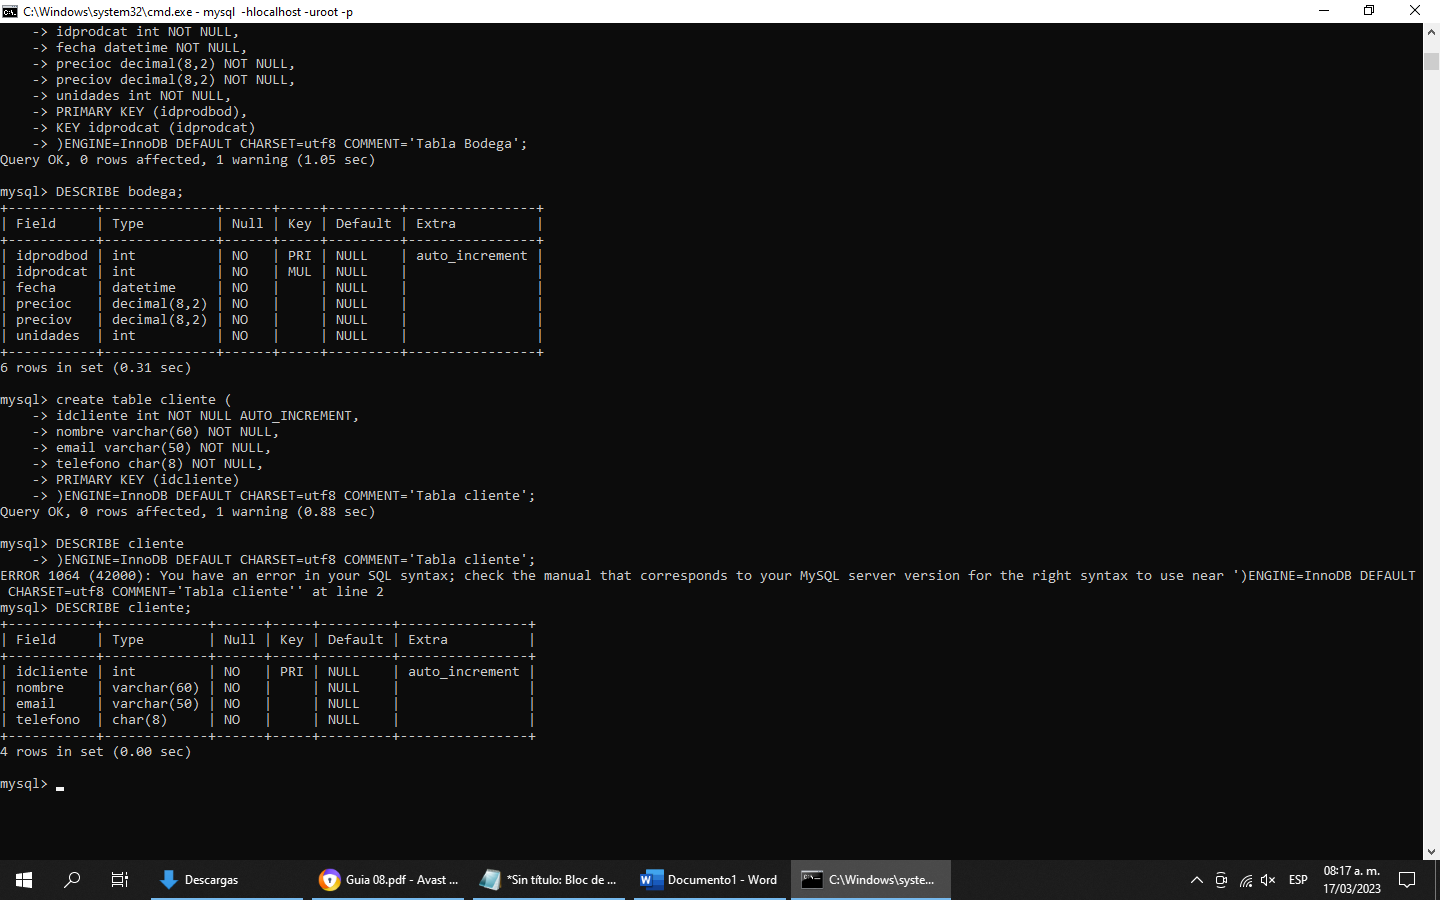 C:\Windows\system32\cmd.exe - mysql  -hlocalhost -uroot -p
    -> idprodcat int NOT NULL,
    -> fecha datetime NOT NULL,
    -> precioc decimal(8,2) NOT NULL,
    -> preciov decimal(8,2) NOT NULL,
    -> unidades int NOT NULL,
    -> PRIMARY KEY (idprodbod),
    -> KEY idprodcat (idprodcat)
    -> )ENGINE=InnoDB DEFAULT CHARSET=utf8 COMMENT='Tabla Bodega';
Query OK, 0 rows affected, 1 warning (1.05 sec)
mysql> DESCRIBE bodega;
+-----------+--------------+------+-----+---------+----------------+
| Field     | Type         | Null | Key | Default | Extra          |
+-----------+--------------+------+-----+---------+----------------+
| idprodbod | int          | NO   | PRI | NULL    | auto_increment |
| idprodcat | int          | NO   | MUL | NULL    |                |
| fecha     | datetime     | NO   |     | NULL    |                |
| precioc   | decimal(8,2) | NO   |     | NULL    |                |
| preciov   | decimal(8,2) | NO   |     | NULL    |                |
| unidades  | int          | NO   |     | NULL    |                |
+-----------+--------------+------+-----+---------+----------------+
6 rows in set (0.31 sec)
mysql> create table cliente (
    -> idcliente int NOT NULL AUTO_INCREMENT,
    -> nombre varchar(60) NOT NULL,
    -> email varchar(50) NOT NULL,
    -> telefono char(8) NOT NULL,
    -> PRIMARY KEY (idcliente)
    -> )ENGINE=InnoDB DEFAULT CHARSET=utf8 COMMENT='Tabla cliente';
Query OK, 0 rows affected, 1 warning (0.88 sec)
mysql> DESCRIBE cliente
    -> )ENGINE=InnoDB DEFAULT CHARSET=utf8 COMMENT='Tabla cliente';
ERROR 1064 (42000): You have an error in your SQL syntax; check the manual that corresponds to your MySQL server version for the right syntax to use near ')ENGINE=InnoDB DEFAULT
 CHARSET=utf8 COMMENT='Tabla cliente'' at line 2
mysql> DESCRIBE cliente;
+-----------+-------------+------+-----+---------+----------------+
| Field     | Type        | Null | Key | Default | Extra          |
+-----------+-------------+------+-----+---------+----------------+
| idcliente | int         | NO   | PRI | NULL    | auto_increment |
| nombre    | varchar(60) | NO   |     | NULL    |                |
| email     | varchar(50) | NO   |     | NULL    |                |
| telefono  | char(8)     | NO   |     | NULL    |                |
+-----------+-------------+------+-----+---------+----------------+
4 rows in set (0.00 sec)
mysql>
Descargas
Guia 08.pdf - Avast ...
*Sin título: Bloc de ...
Documento1 - Word
C:\Windows\syste...
ESP
08:17 a. m.
17/03/2023